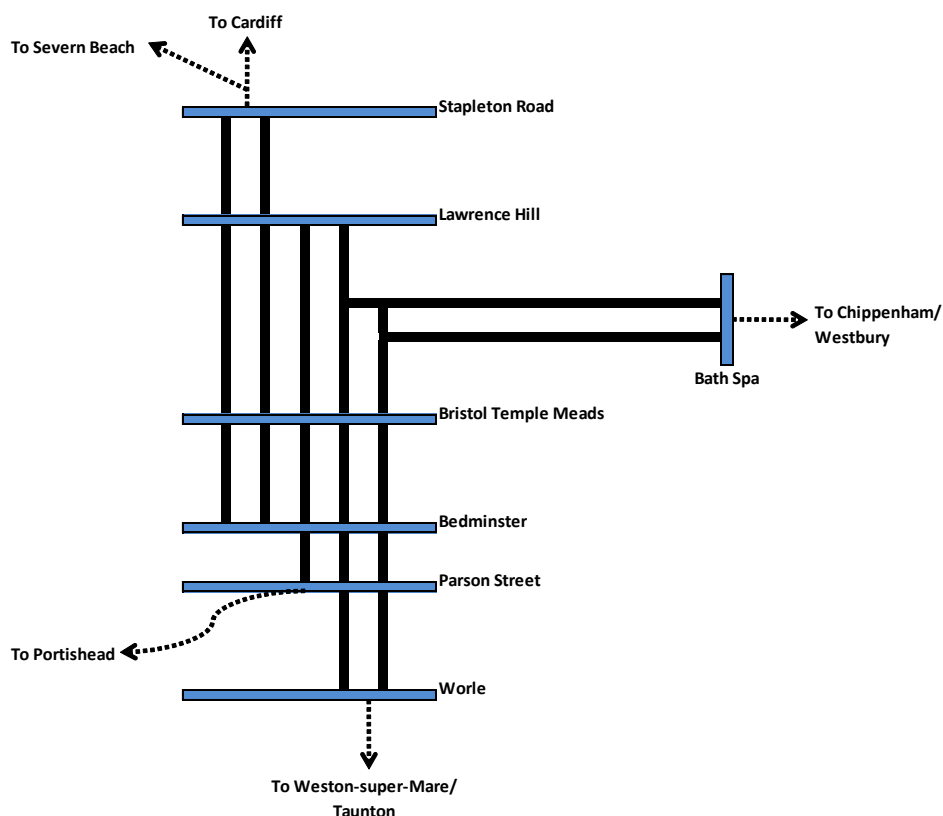 To Cardiff
To Severn Beach
Stapleton Road
Lawrence Hill
To Chippenham/
Westbury
Bath Spa
Bristol Temple Meads
Bedminster
Parson Street
To Portishead
Worle
To Weston-super-Mare/
Taunton